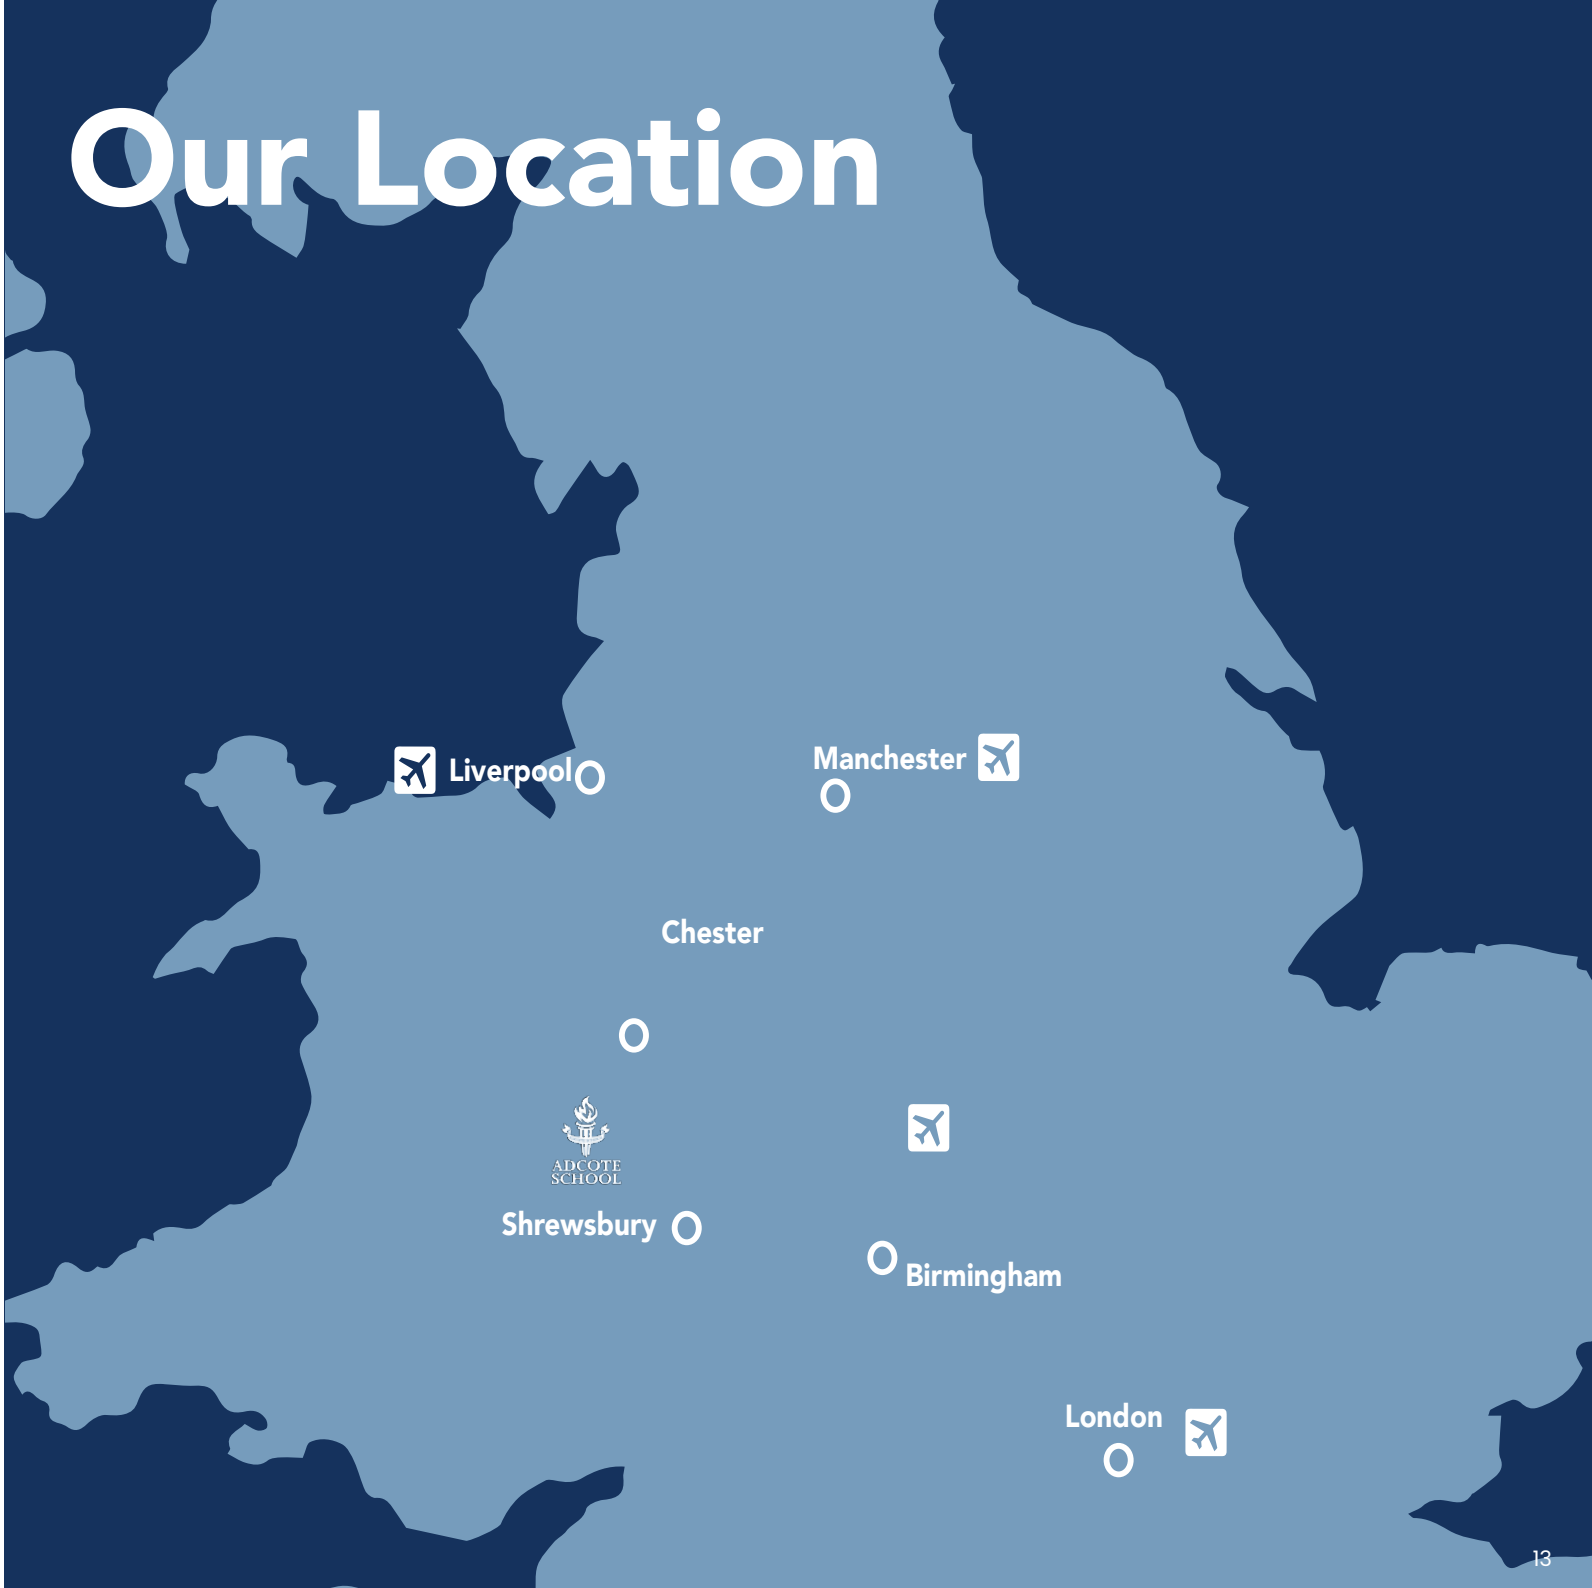 Our Location
Liverpool
Manchester
Chester
ADCOTE
SCHOOL
Shrewsbury
Birmingham
London
13